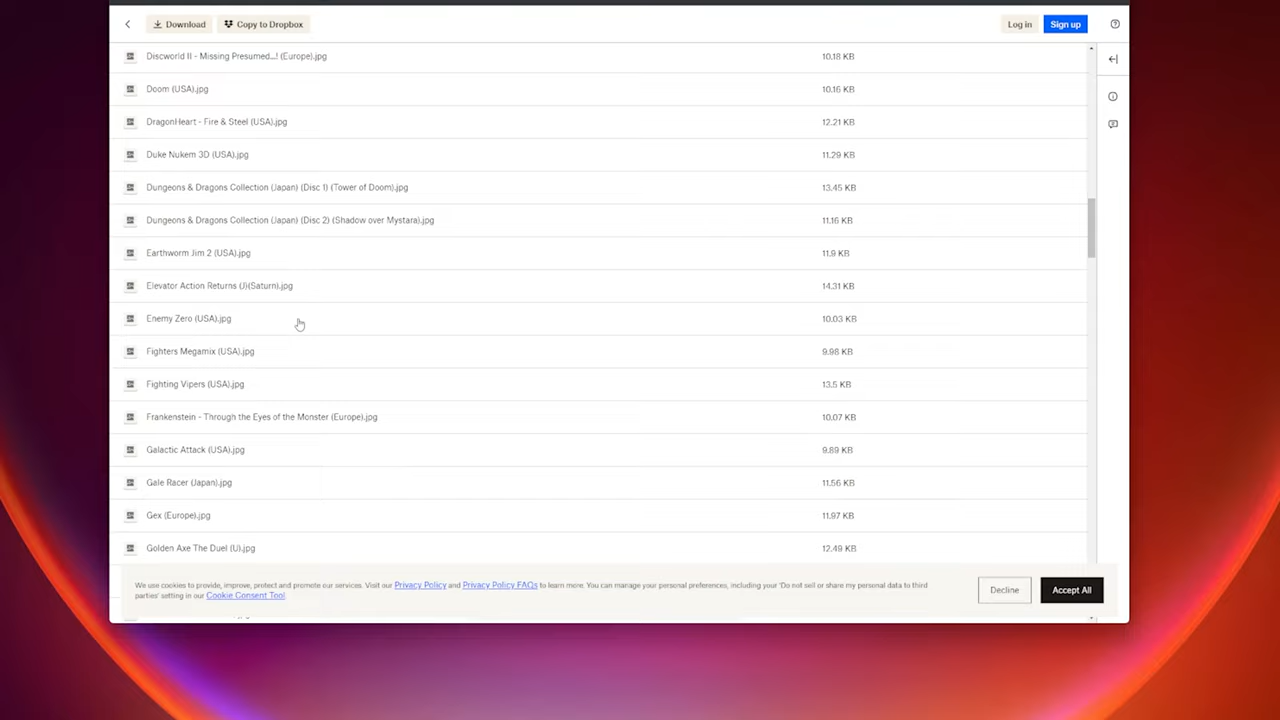 Download Copy to Dropbox Log in Sign up
Discworld II - Missing Presumed...! (Europe).jpg 10.18 KB
Doom (USA).jpg 10.16 KB
DragonHeart - Fire & Steel (USA).jpg 12.21 KB
Duke Nukem 3D (USA).jpg 11.29 KB
Dungeons & Dragons Collection (Japan) (Disc 1) (Tower of Doom).jpg 13.45 KB
Dungeons & Dragons Collection (Japan) (Disc 2) (Shadow over Mystara).jpg 11.16 KB
Earthworm Jim 2 (USA).jpg 11.9 KB
Elevator Action Returns (J)(Saturn).jpg 14.31 KB
Enemy Zero (USA).jpg 10.03 KB
Fighters Megamix (USA).jpg 9.98 KB
Fighting Vipers (USA).jpg 13.5 KB
Frankenstein - Through the Eyes of the Monster (Europe).jpg 10.07 KB
Galactic Attack (USA).jpg 9.89 KB
Gale Racer (Japan).jpg 11.56 KB
Gex (Europe).jpg 11.97 KB
Golden Axe The Duel (U).jpg 12.49 KB
We use cookies to provide, improve, protect and promote our services. Visit our Privacy Policy and Privacy Policy FAQs to learn more. You can manage your personal preferences, including your 'Do not sell or share my personal data to third
parties' setting in our Cookie Consent Tool.
Decline Accept All